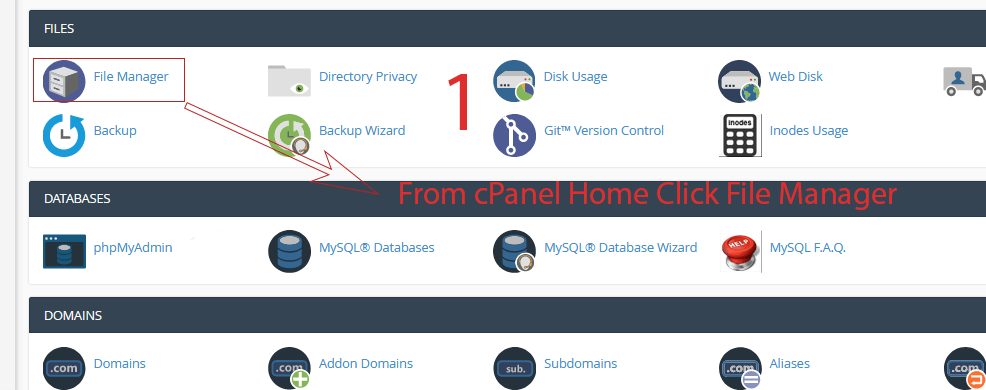 FILES
File Manager
Directory Privacy
1
Disk Usage
Web Disk
Backup
Backup Wizard
Git™ Version Control
inodes
Inodes Usage
From cPanel Home Click File Manager
DATABASES
phpMyAdmin
MySQL® Databases
MySQL® Database Wizard
HELP
MySQL F.A.Q.
DOMAINS
.com
Domains
.com
Addon Domains
sub.
Subdomains
.com
Aliases
.com